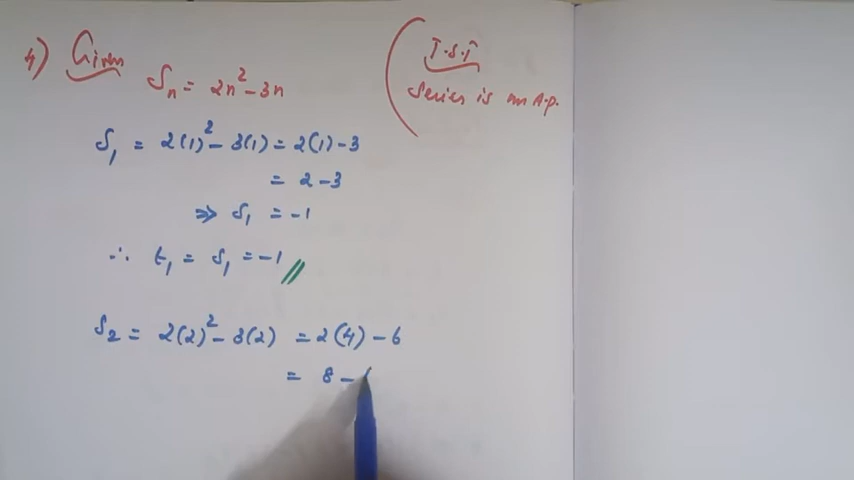 4) Given
Sn = 2n² - 3n
(T.S.T
Series is an A.p.
S₁ = 2(1)² - 3(1) = 2(1) - 3
= 2 - 3
⇒ S₁ = -1
∴ t₁ = S₁ = -1 //
S₂ = 2(2)² - 3(2) = 2(4) - 6
= 8 -